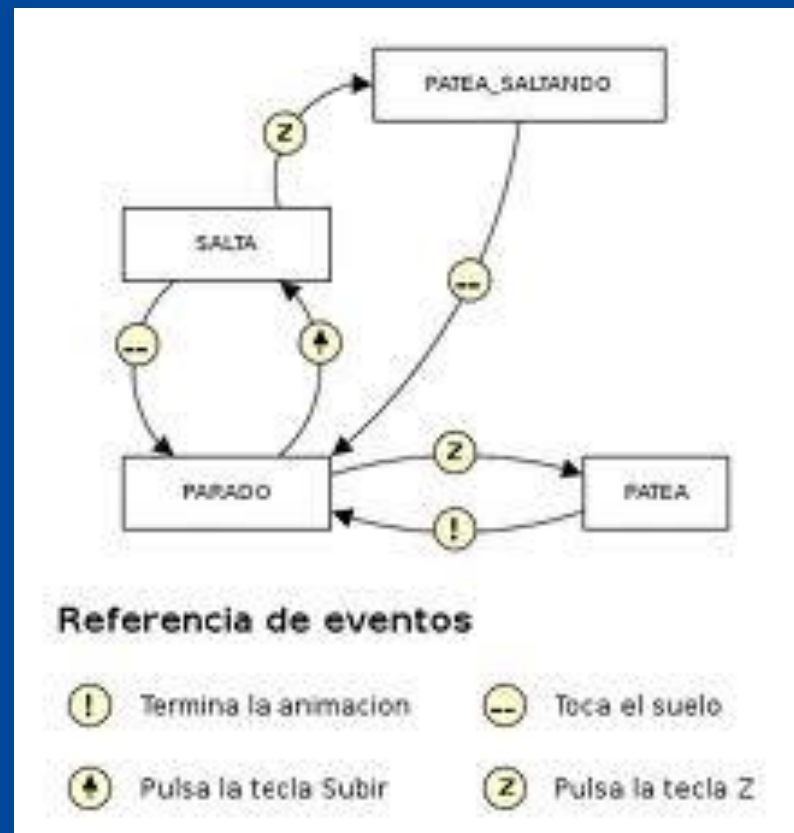 PATEA_SALTANDO
Z
SALTA
--
--
PARADO
Z
PATEA
!
Referencia de eventos
! Termina la animacion
-- Toca el suelo
Pulsa la tecla Subir
Z Pulsa la tecla Z